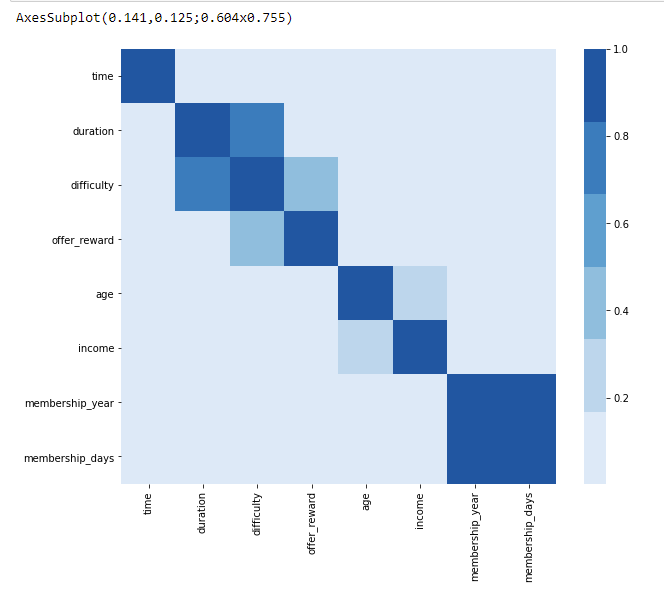 AxesSubplot(0.141,0.125;0.604x0.755)
time
duration
difficulty
offer_reward
age
income
membership_year
membership_days
1.0
0.8
0.6
0.4
0.2
time
duration
difficulty
offer_reward
age
income
membership_year
membership_days